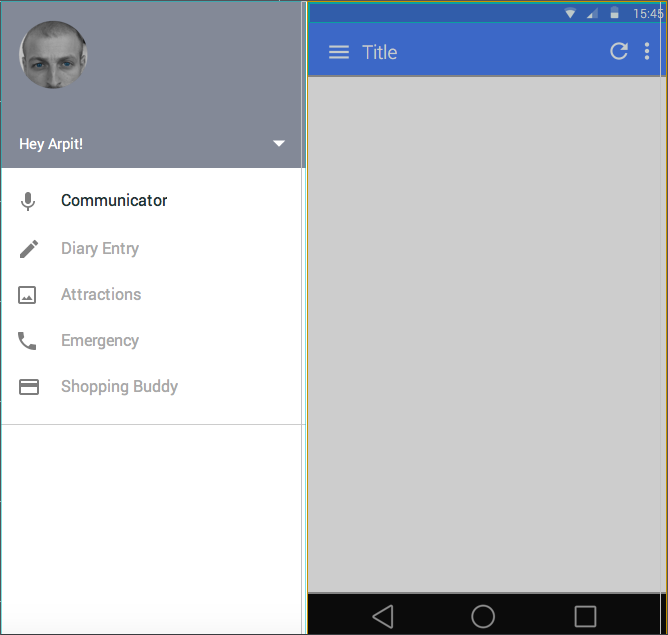 15:45
Title
Hey Arpit!
Communicator
Diary Entry
Attractions
Emergency
Shopping Buddy